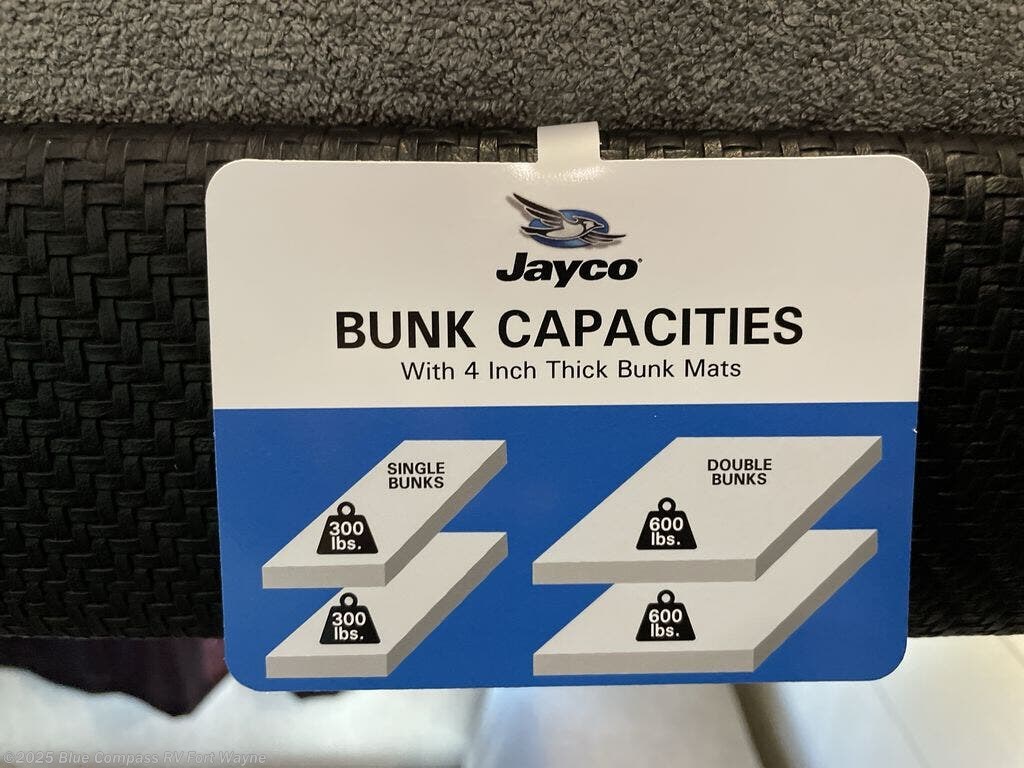 Jayco
BUNK CAPACITIES
With 4 Inch Thick Bunk Mats
SINGLE
BUNKS
300
lbs.
300
lbs.
DOUBLE
BUNKS
600
lbs.
600
lbs.
©2025 Blue Compass RV Fort Wayne